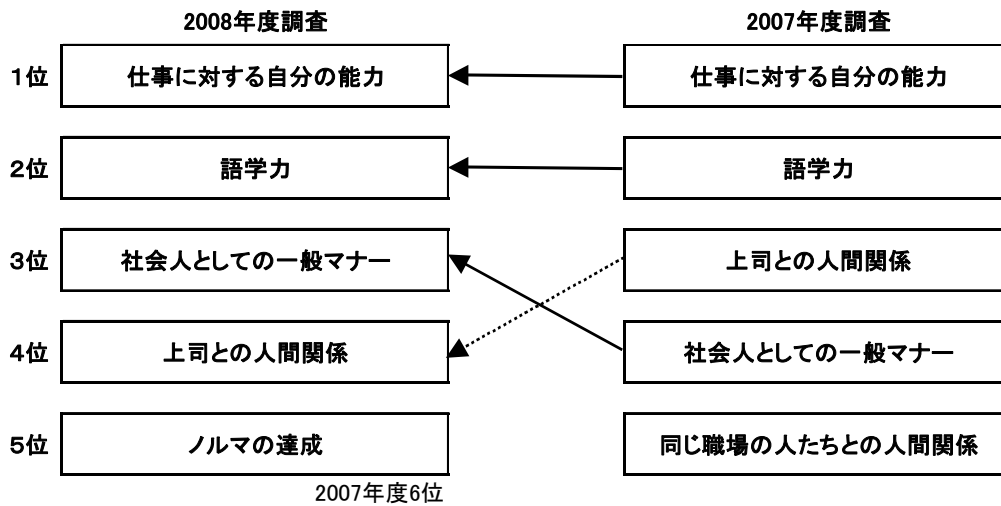 2008年度調査 2007年度調査
1位 仕事に対する自分の能力 仕事に対する自分の能力
2位 語学力 語学力
3位 社会人としての一般マナー 上司との人間関係
4位 上司との人間関係 社会人としての一般マナー
5位 ノルマの達成 同じ職場の人たちとの人間関係
2007年度6位